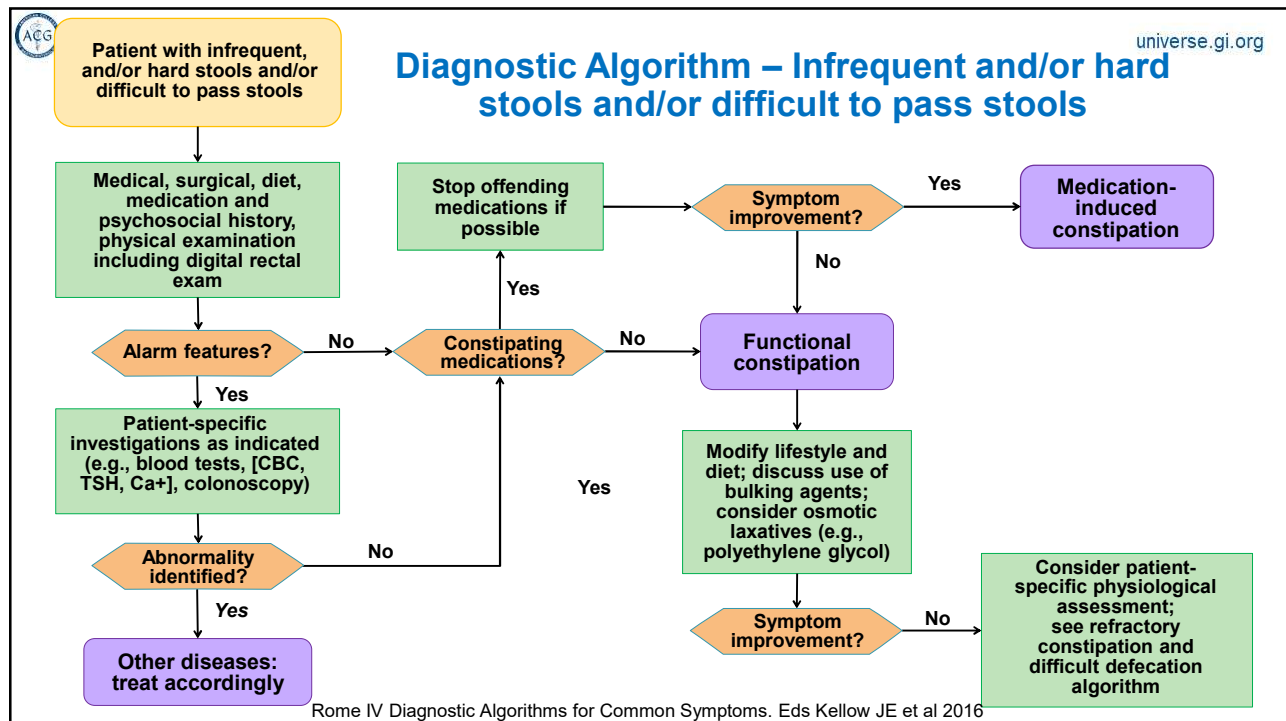 ACG
universe.gi.org
Diagnostic Algorithm – Infrequent and/or hard
stools and/or difficult to pass stools
Patient with infrequent,
and/or hard stools and/or
difficult to pass stools
Medical, surgical, diet,
medication and
psychosocial history,
physical examination
including digital rectal
exam
Alarm features?
No
Yes
Patient-specific
investigations as indicated
(e.g., blood tests, [CBC,
TSH, Ca+], colonoscopy)
Abnormality
identified?
No
Yes
Other diseases:
treat accordingly
Constipating
medications?
Yes
No
Stop offending
medications if
possible
Symptom
improvement?
Yes
Medication-
induced
constipation
No
Functional
constipation
Yes
Modify lifestyle and
diet; discuss use of
bulking agents;
consider osmotic
laxatives (e.g.,
polyethylene glycol)
Symptom
improvement?
No
Consider patient-
specific physiological
assessment;
see refractory
constipation and
difficult defecation
algorithm
Rome IV Diagnostic Algorithms for Common Symptoms. Eds Kellow JE et al 2016